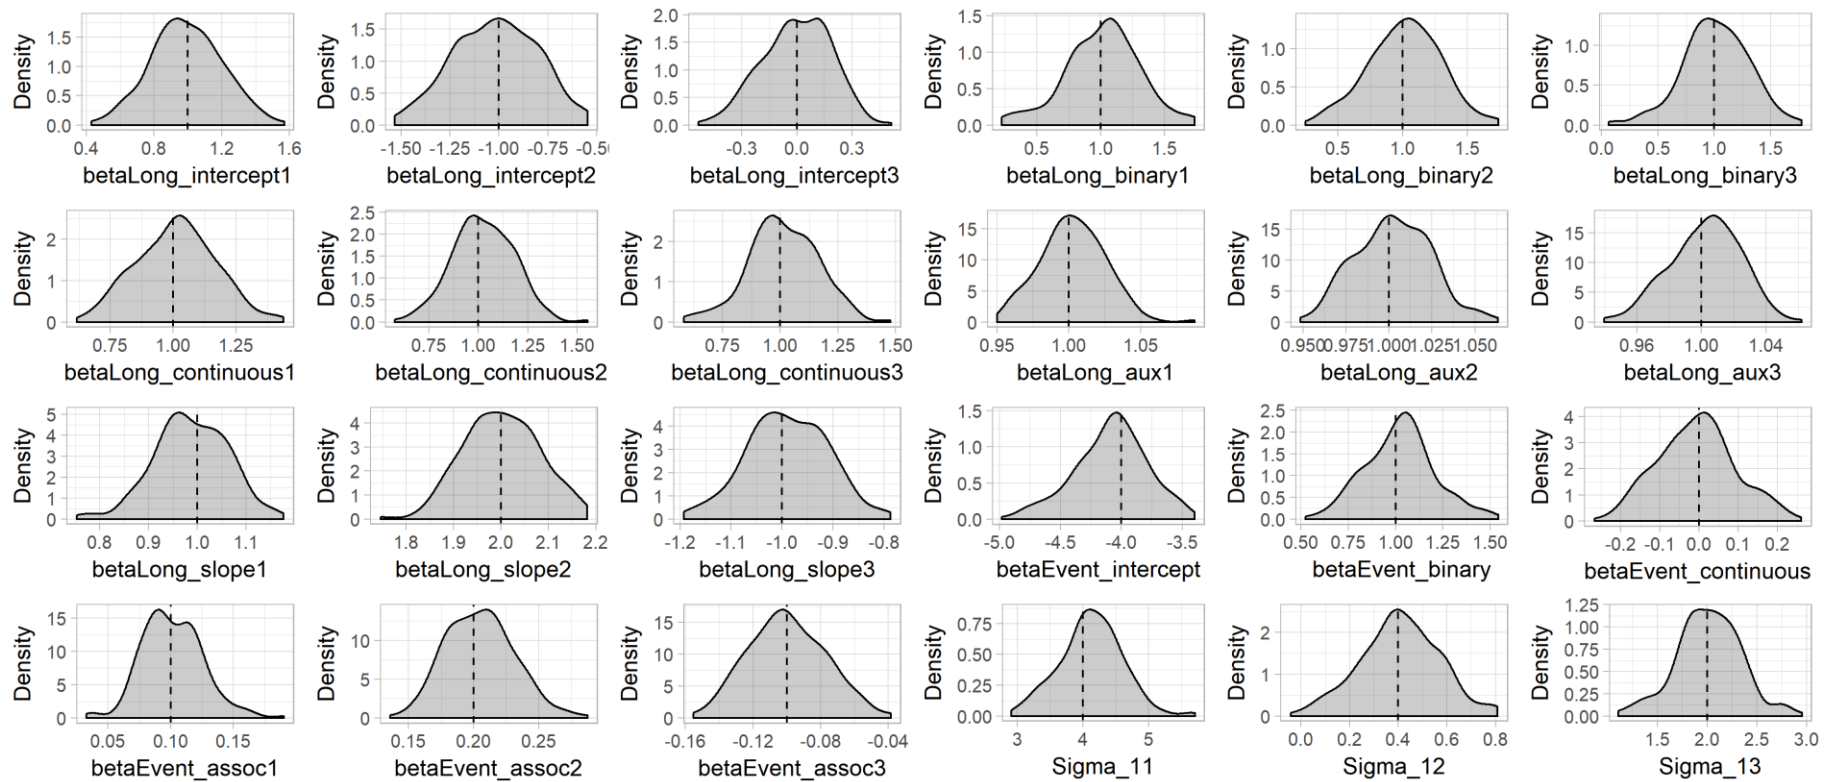 Density
1.5
1.0
0.5
0.0
0.4 0.8 1.2 1.6
betaLong_intercept1
Density
1.5
1.0
0.5
0.0
-1.50 -1.25 -1.00 -0.75 -0.5
betaLong_intercept2
Density
2.0
1.5
1.0
0.5
0.0
-0.3 0.0 0.3
betaLong_intercept3
Density
1.5
1.0
0.5
0.0
0.5 1.0 1.5
betaLong_binary1
Density
1.0
0.5
0.0
0.5 1.0 1.5
betaLong_binary2
Density
1.0
0.5
0.0
0.0 0.5 1.0 1.5
betaLong_binary3
Density
2
1
0
0.75 1.00 1.25
betaLong_continuous1
Density
2.5
2.0
1.5
1.0
0.5
0.0
0.75 1.00 1.25 1.50
betaLong_continuous2
Density
2
1
0
0.75 1.00 1.25 1.50
betaLong_continuous3
Density
15
10
5
0
0.95 1.00 1.05
betaLong_aux1
Density
15
10
5
0
0.950 0.975 1.000 1.025 1.050
betaLong_aux2
Density
15
10
5
0
0.96 1.00 1.04
betaLong_aux3
Density
5
4
3
2
1
0
0.8 0.9 1.0 1.1
betaLong_slope1
Density
4
3
2
1
0
1.8 1.9 2.0 2.1 2.2
betaLong_slope2
Density
4
3
2
1
0
-1.2 -1.1 -1.0 -0.9 -0.8
betaLong_slope3
Density
1.5
1.0
0.5
0.0
-5.0 -4.5 -4.0 -3.5
betaEvent_intercept
Density
2.5
2.0
1.5
1.0
0.5
0.0
0.50 0.75 1.00 1.25 1.50
betaEvent_binary
Density
4
3
2
1
0
-0.2 -0.1 0.0 0.1 0.2
betaEvent_continuous
Density
15
10
5
0
0.05 0.10 0.15
betaEvent_assoc1
Density
10
5
0
0.15 0.20 0.25
betaEvent_assoc2
Density
15
10
5
0
-0.16 -0.12 -0.08 -0.04
betaEvent_assoc3
Density
0.75
0.50
0.25
0.00
3 4 5
Sigma_11
Density
2
1
0
0.0 0.2 0.4 0.6 0.8
Sigma_12
Density
1.25
1.00
0.75
0.50
0.25
0.00
1.5 2.0 2.5 3.0
Sigma_13